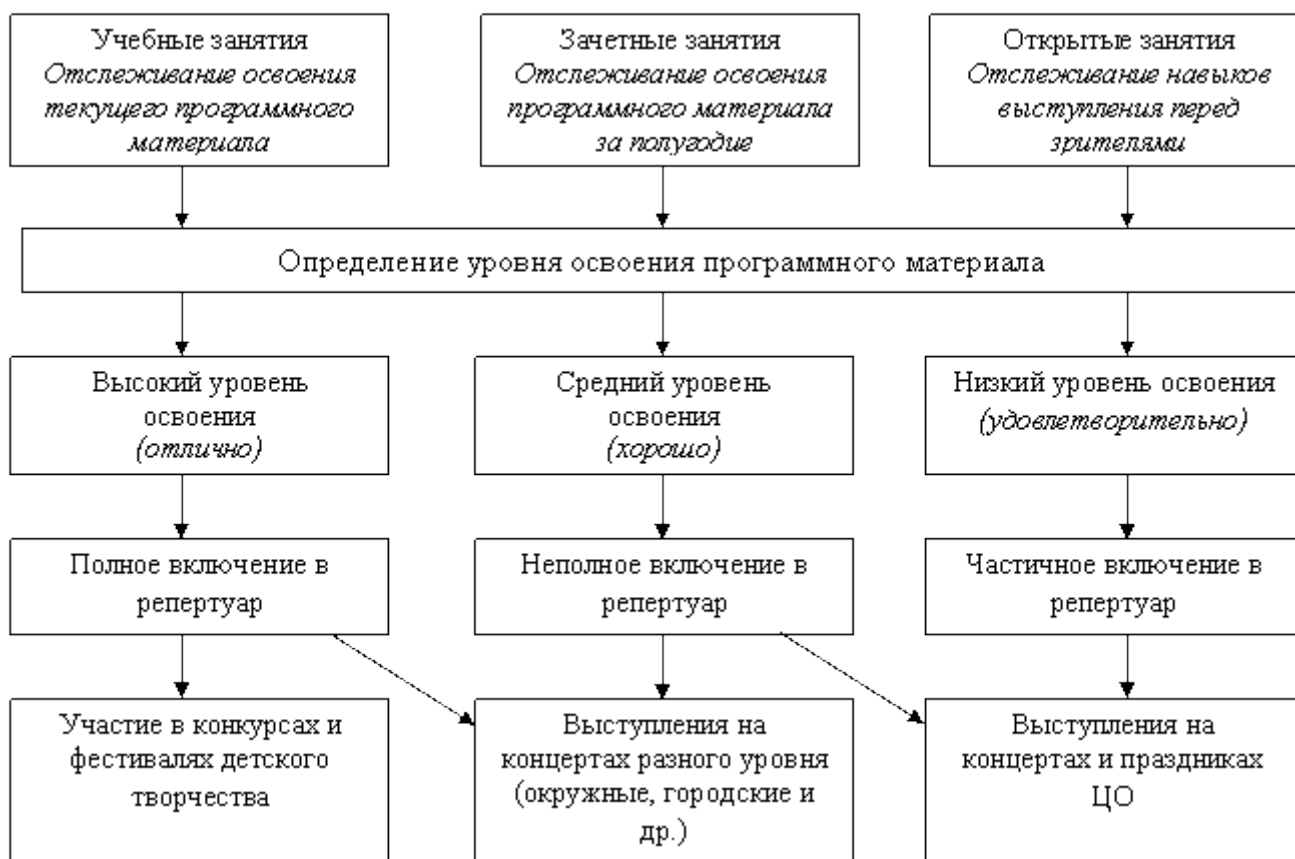 Учебные занятия
Отслеживание освоения
текущего программного
материала
Зачетные занятия
Отслеживание освоения
программного материала
за полугодие
Открытые занятия
Отслеживание навыков
выступления перед
зрителями
Определение уровня освоения программного материала
Высокий уровень
освоения
(отлично)
Средний уровень
освоения
(хорошо)
Низкий уровень освоения
(удовлетворительно)
Полное включение в
репертуар
Неполное включение в
репертуар
Частичное включение в
репертуар
Участие в конкурсах и
фестивалях детского
творчества
Выступления на
концертах разного уровня
(окружные, городские и
др.)
Выступления на
концертах и праздниках
ЦО